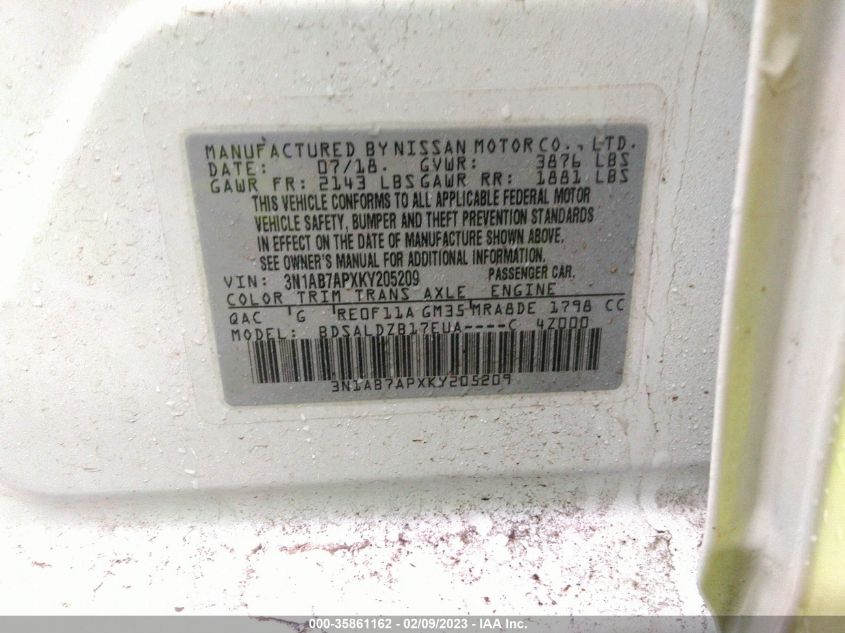 MANUFACTURED BY NISSAN MOTOR CO., LTD.
DATE: 07/18. GVWR: 3876 LBS
GAWR FR: 2143 LBS GAWR RR: 1881 LBS
THIS VEHICLE CONFORMS TO ALL APPLICABLE FEDERAL MOTOR
VEHICLE SAFETY, BUMPER AND THEFT PREVENTION STANDARDS
IN EFFECT ON THE DATE OF MANUFACTURE SHOWN ABOVE.
SEE OWNER'S MANUAL FOR ADDITIONAL INFORMATION.
VIN: 3N1AB7APXKY205209 PASSENGER CAR.
COLOR TRIM TRANS AXLE ENGINE
QAC G RE0F11A GM35 MRA8DE 1798 CC
MODEL: BDSALDZB17EUA----C 4Z000
3N1AB7APXKY205209
000-35861162 - 02/09/2023 - IAA Inc.